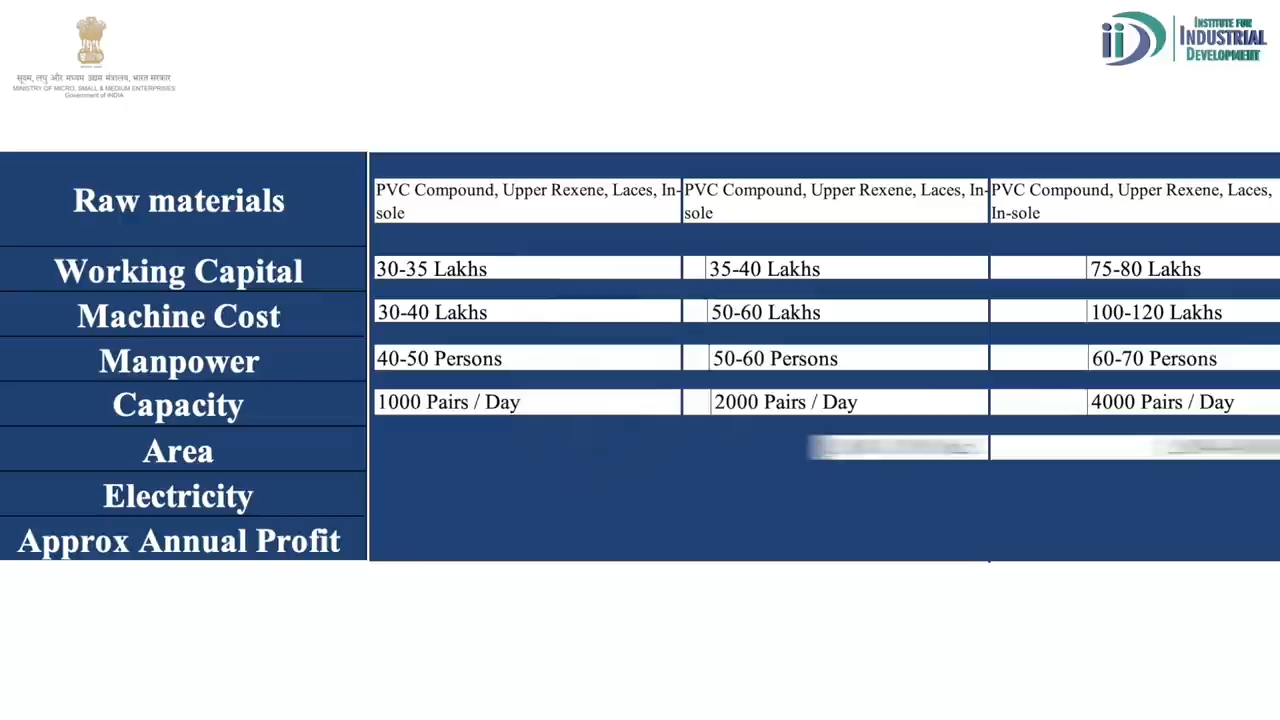 सूक्ष्म, लघु और मध्यम उद्यम मंत्रालय, भारत सरकार
MINISTRY OF MICRO, SMALL & MEDIUM ENTERPRISES
Government of INDIA
iiD
INSTITUTE FOR
INDUSTRIAL
DEVELOPMENT
Raw materials
PVC Compound, Upper Rexene, Laces, In-
sole
PVC Compound, Upper Rexene, Laces, In-
sole
PVC Compound, Upper Rexene, Laces,
In-sole
Working Capital
30-35 Lakhs
35-40 Lakhs
75-80 Lakhs
Machine Cost
30-40 Lakhs
50-60 Lakhs
100-120 Lakhs
Manpower
40-50 Persons
50-60 Persons
60-70 Persons
Capacity
1000 Pairs / Day
2000 Pairs / Day
4000 Pairs / Day
Area
Electricity
Approx Annual Profit